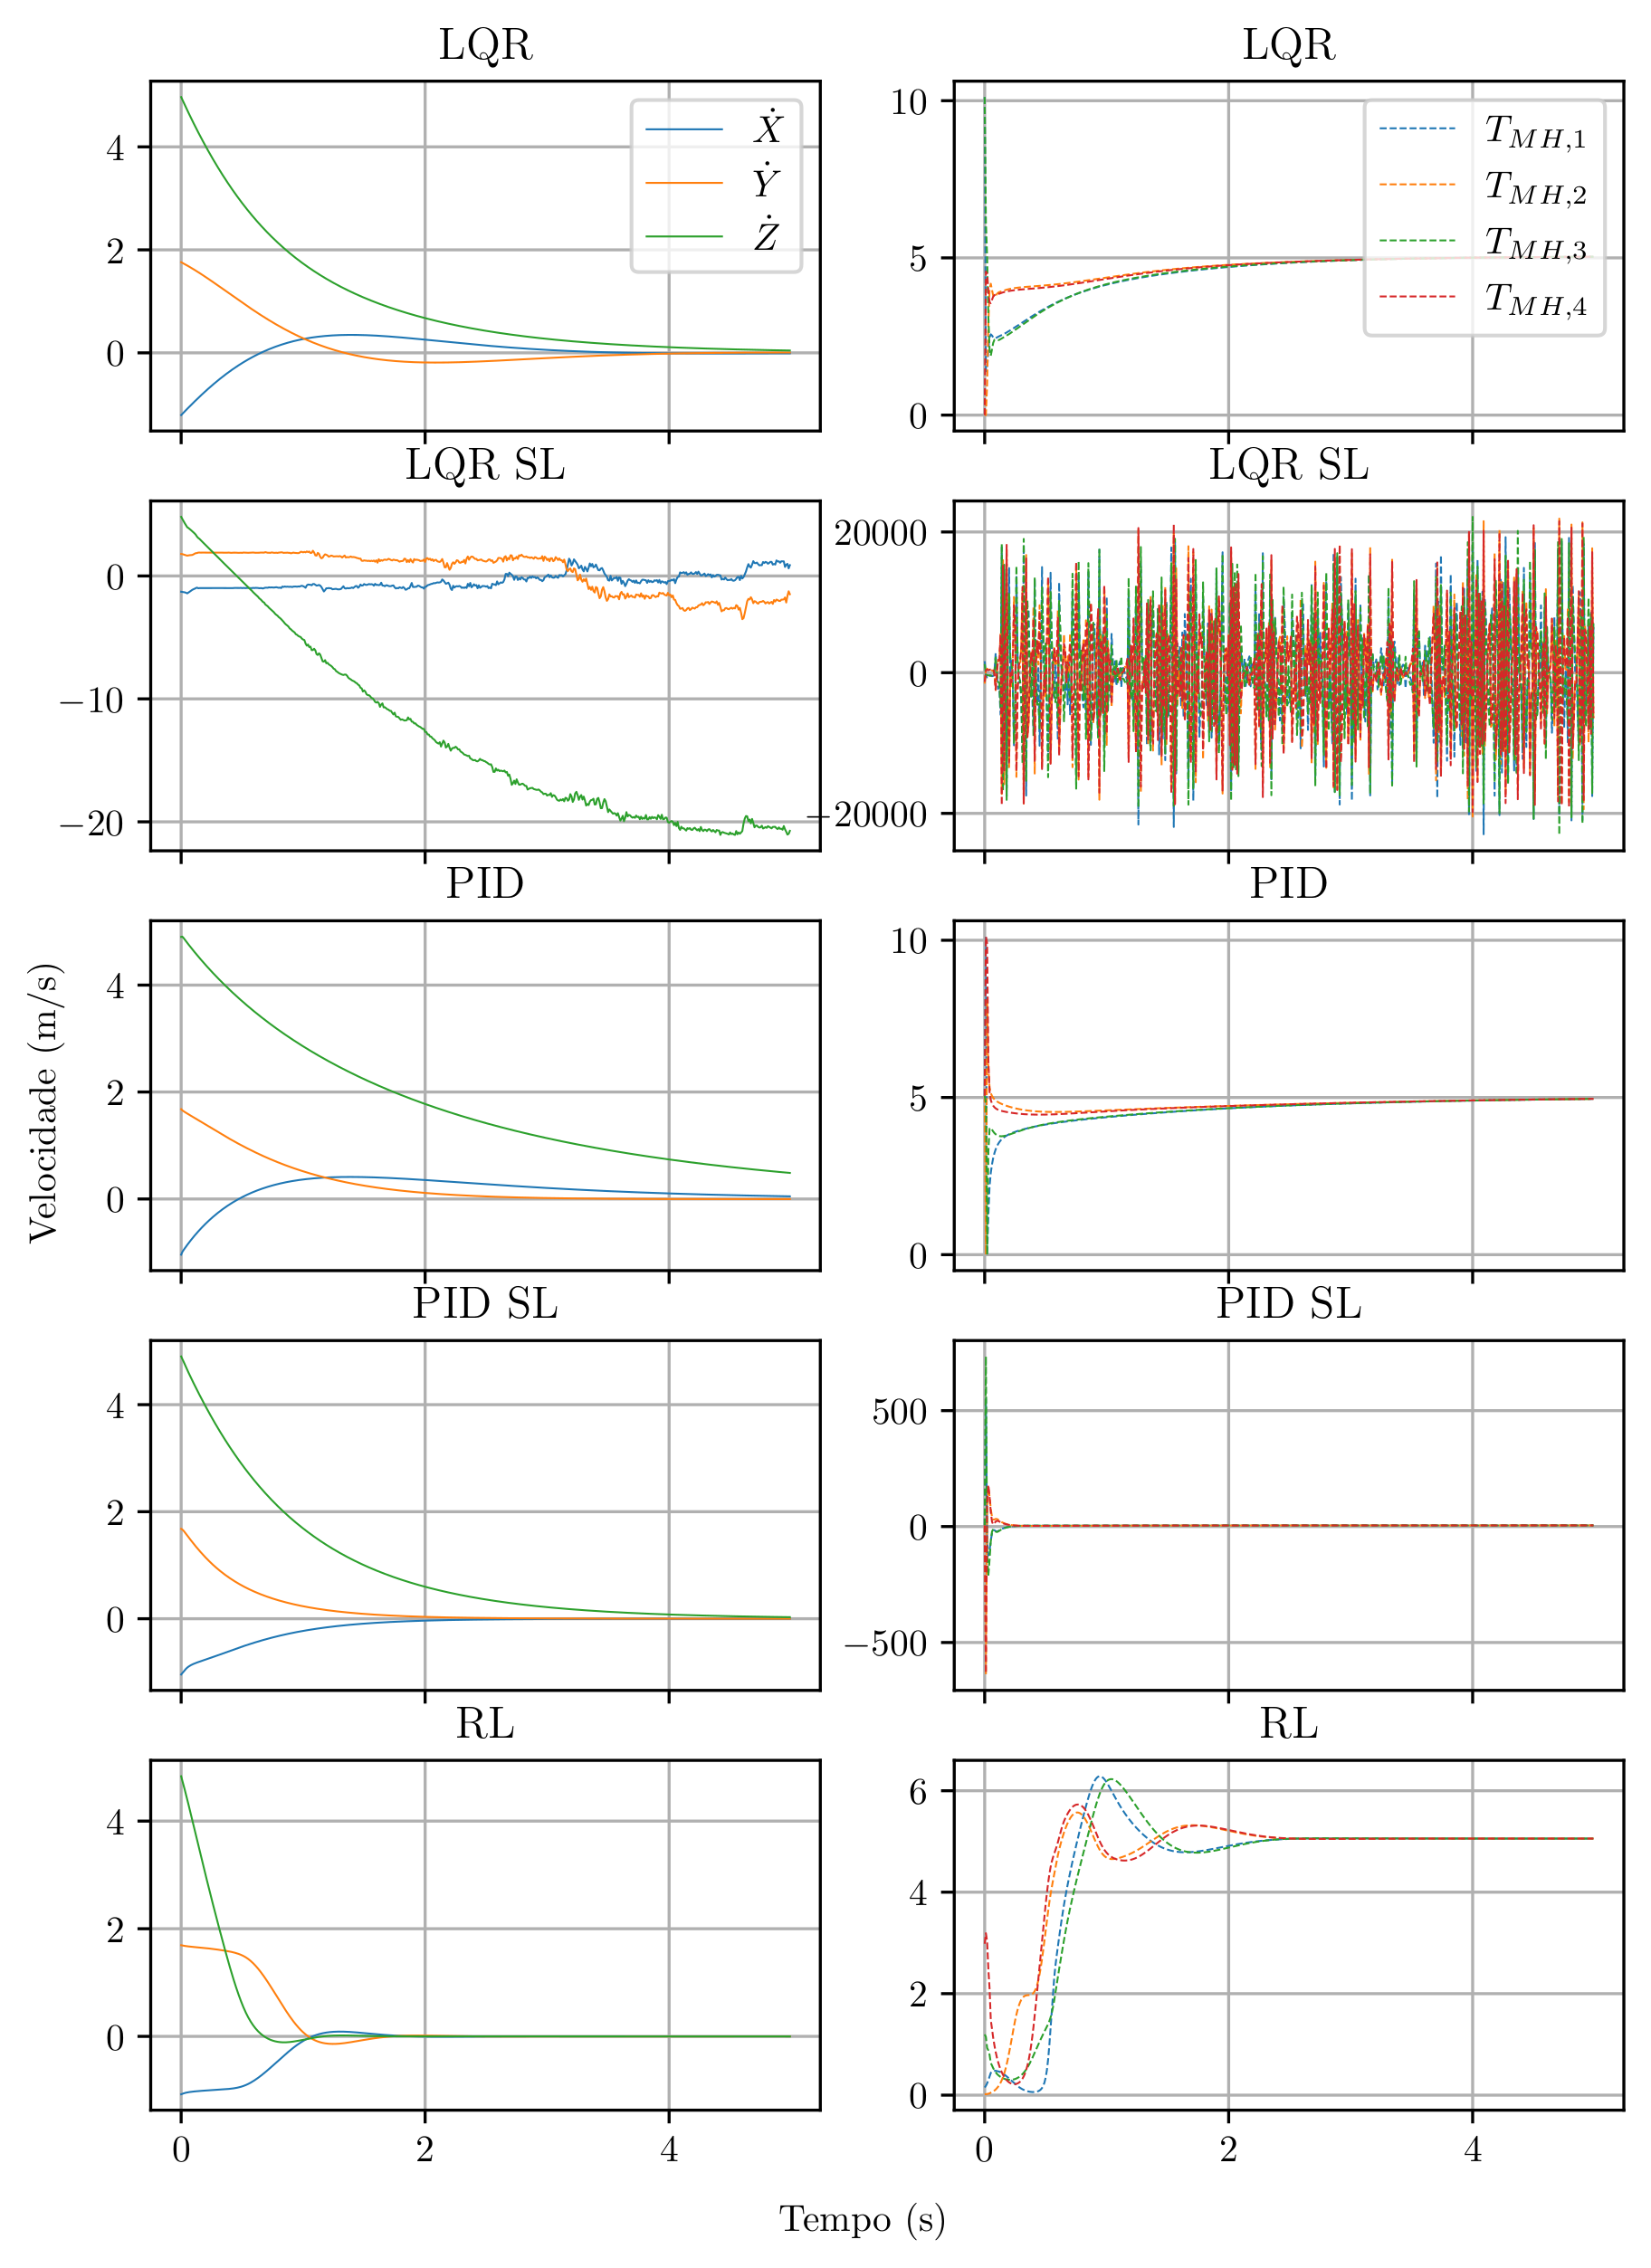 LQR
4
2
0
Ẋ
Ẏ
Ż
LQR
10
5
0
T_{MH,1}
T_{MH,2}
T_{MH,3}
T_{MH,4}
LQR SL
0
−10
−20
LQR SL
20000
0
−20000
PID
4
2
0
PID
10
5
0
Velocidade (m/s)
PID SL
4
2
0
PID SL
500
0
−500
RL
4
2
0
0 2 4
RL
6
4
2
0
0 2 4
Tempo (s)